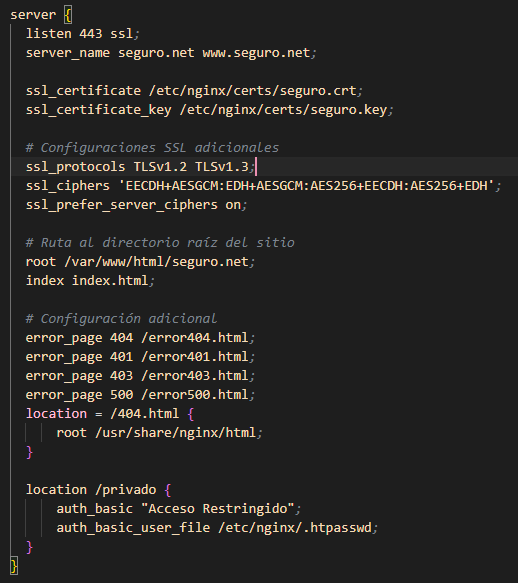 server {
listen 443 ssl;
server_name seguro.net www.seguro.net;
ssl_certificate /etc/nginx/certs/seguro.crt;
ssl_certificate_key /etc/nginx/certs/seguro.key;
# Configuraciones SSL adicionales
ssl_protocols TLSv1.2 TLSv1.3;
ssl_ciphers 'EECDH+AESGCM:EDH+AESGCM:AES256+EECDH:AES256+EDH';
ssl_prefer_server_ciphers on;
# Ruta al directorio raíz del sitio
root /var/www/html/seguro.net;
index index.html;
# Configuración adicional
error_page 404 /error404.html;
error_page 401 /error401.html;
error_page 403 /error403.html;
error_page 500 /error500.html;
location = /404.html {
root /usr/share/nginx/html;
}
location /privado {
auth_basic "Acceso Restringido";
auth_basic_user_file /etc/nginx/.htpasswd;
}
}